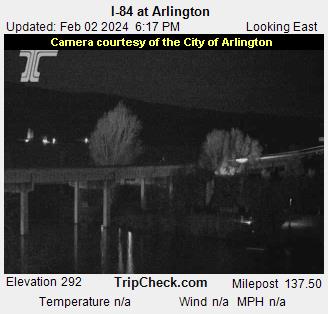 I-84 at Arlington
Updated: Feb 02 2024 6:17 PM Looking East
Camera courtesy of the City of Arlington
Elevation 292 TripCheck.com Milepost 137.50
Temperature n/a Wind n/a MPH n/a